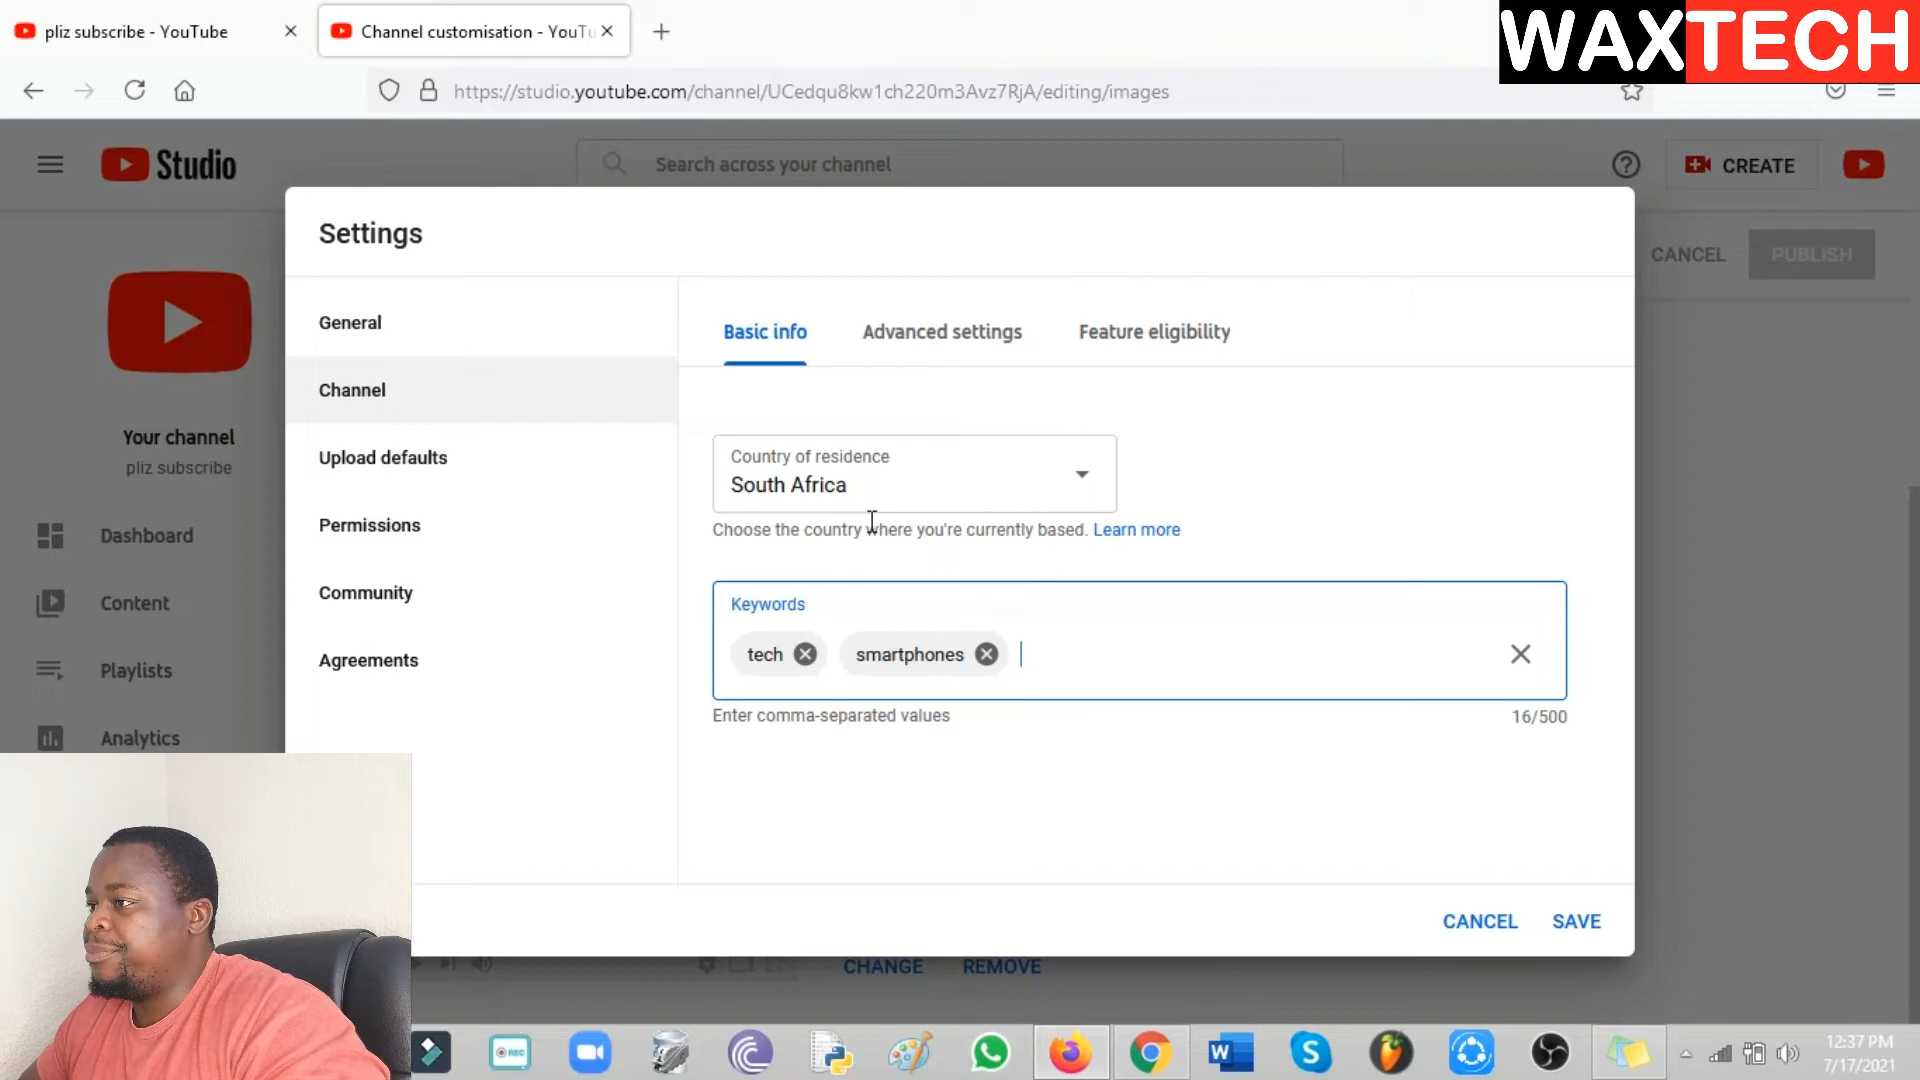 pliz subscribe - YouTube
Channel customisation - YouTu
WAXTECH
https://studio.youtube.com/channel/UCedqu8kw1ch220m3Avz7RjA/editing/images
Studio
Search across your channel
CREATE
Settings
CANCEL
PUBLISH
General
Basic info
Advanced settings
Feature eligibility
Channel
Your channel
pliz subscribe
Upload defaults
Country of residence
South Africa
Permissions
Choose the country where you're currently based. Learn more
Dashboard
Community
Keywords
Content
tech
smartphones
Agreements
Playlists
Enter comma-separated values
16/500
Analytics
CANCEL
SAVE
CHANGE
REMOVE
REC
W
S
12:37 PM
7/17/2021